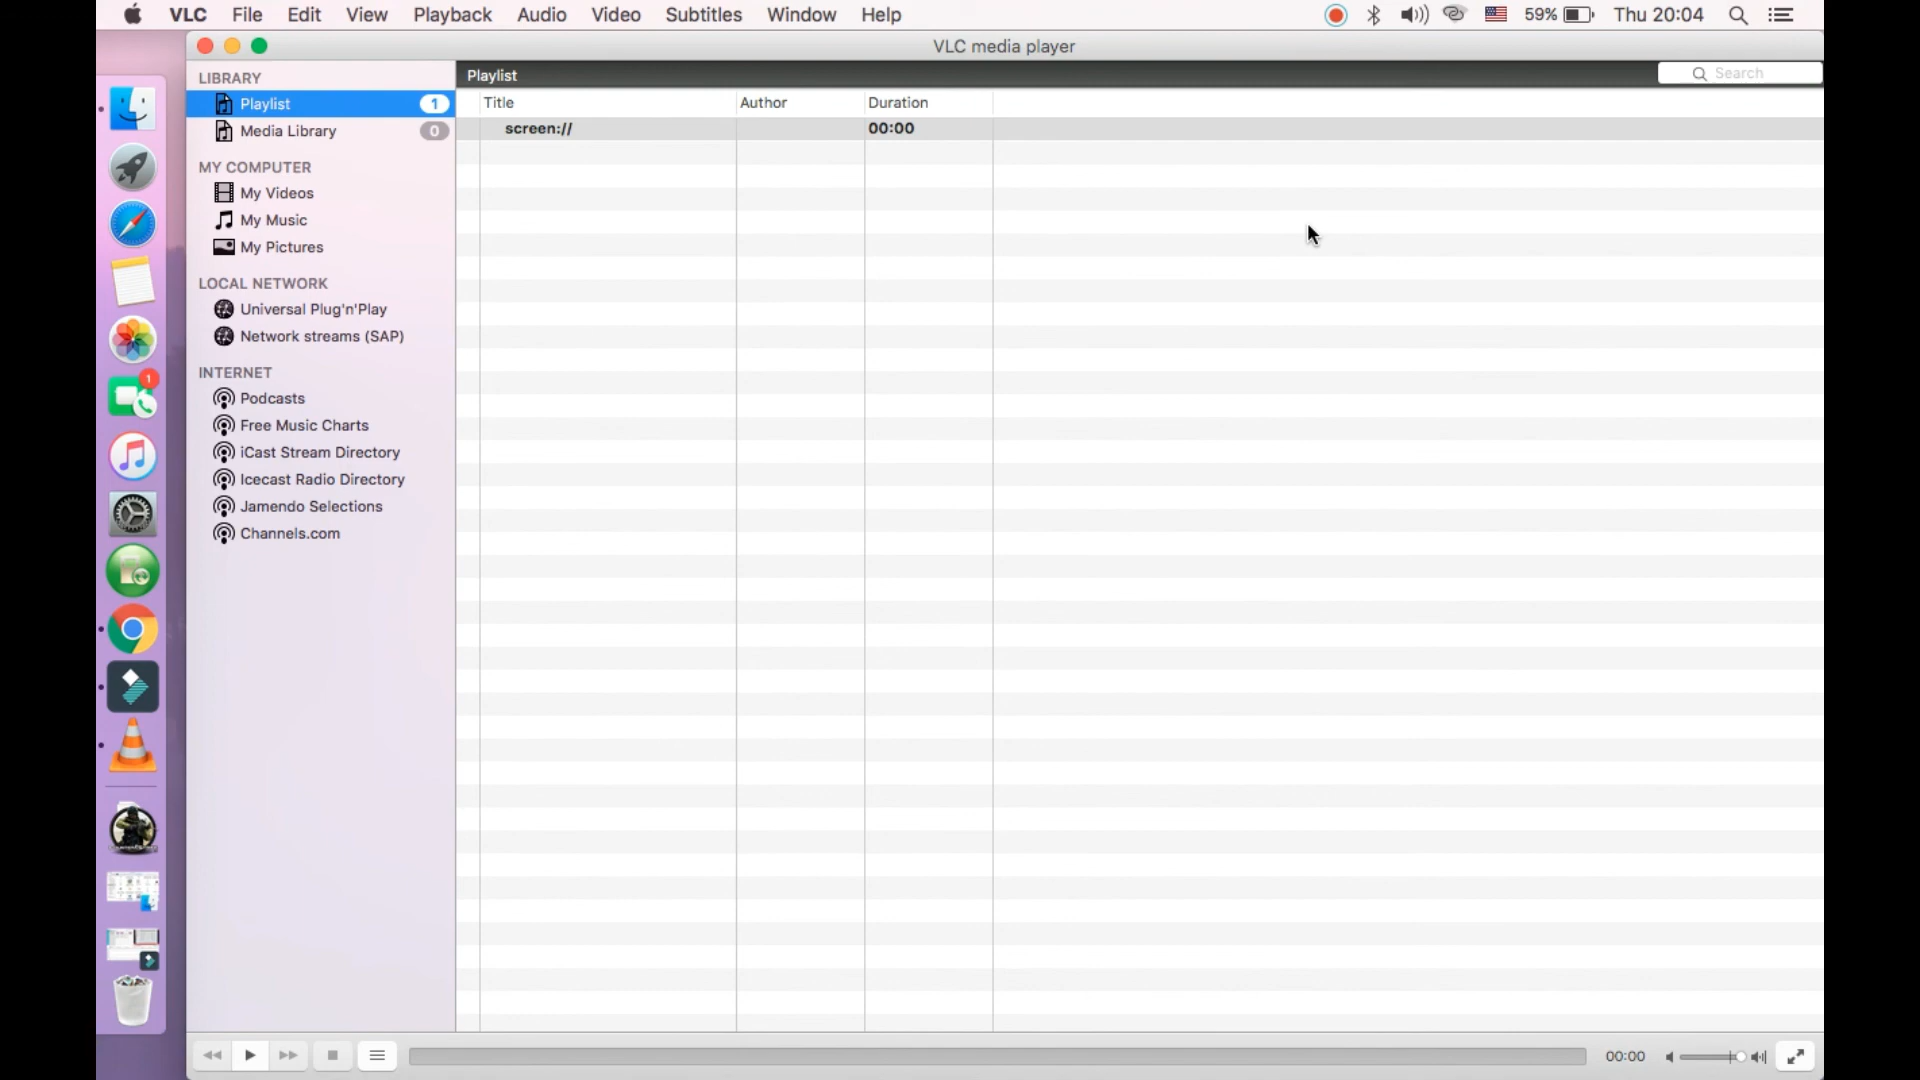 VLC File Edit View Playback Audio Video Subtitles Window Help 59% Thu 20:04
VLC media player
LIBRARY
Playlist 1
Media Library 0
MY COMPUTER
My Videos
My Music
My Pictures
LOCAL NETWORK
Universal Plug'n'Play
Network streams (SAP)
INTERNET
Podcasts
Free Music Charts
iCast Stream Directory
Icecast Radio Directory
Jamendo Selections
Channels.com
Playlist Search
Title Author Duration
screen:// 00:00
1
00:00